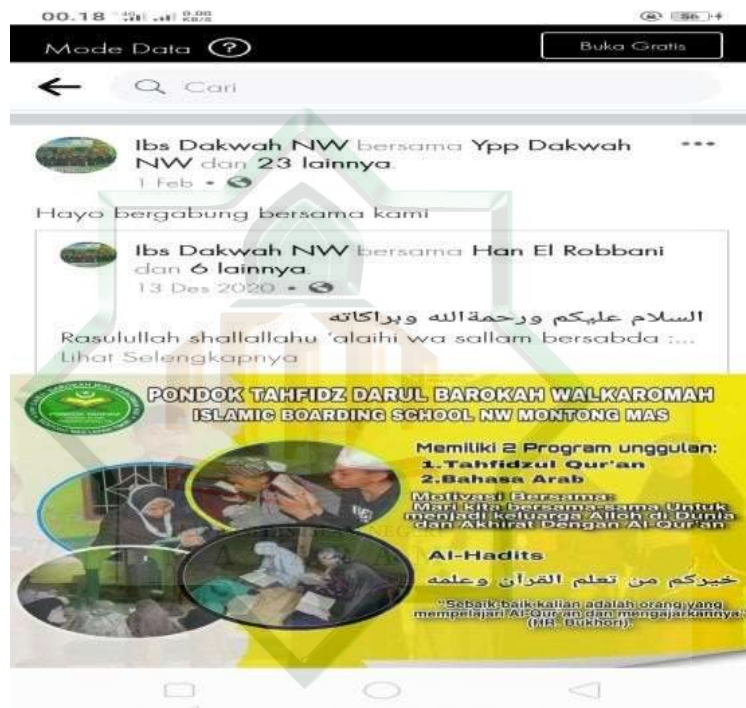 00.18
Mode Data ? Buka Gratis
Cari
Ibs Dakwah NW bersama Ypp Dakwah
NW dan 23 lainnya.
1 Feb
Hayo bergabung bersama kami
Ibs Dakwah NW bersama Han El Robbani
dan 6 lainnya.
13 Des 2020
السلام عليكم ورحمةالله وبراكاته
Rasulullah shallallahu 'alaihi wa sallam bersabda :...
Lihat Selengkapnya
PONDOK TAHFIDZ DARUL BAROKAH WALKAROMAH
ISLAMIC BOARDING SCHOOL NW MONTONG MAS
Memiliki 2 Program unggulan:
1.Tahfidzul Qur'an
2.Bahasa Arab
Motivasi Bersama:
Mari kita bersama-sama Untuk
menjadi keluarga Alloh di Dunia
dan Akhirat Dengan Al-Qur'an
Al-Hadits
خيركم من تعلم القرآن وعلمه
"Sebaik baik kalian adalah orang yang
mempelajari Al-Qur'an dan mengajarkannya"
(HR. Bukhori).